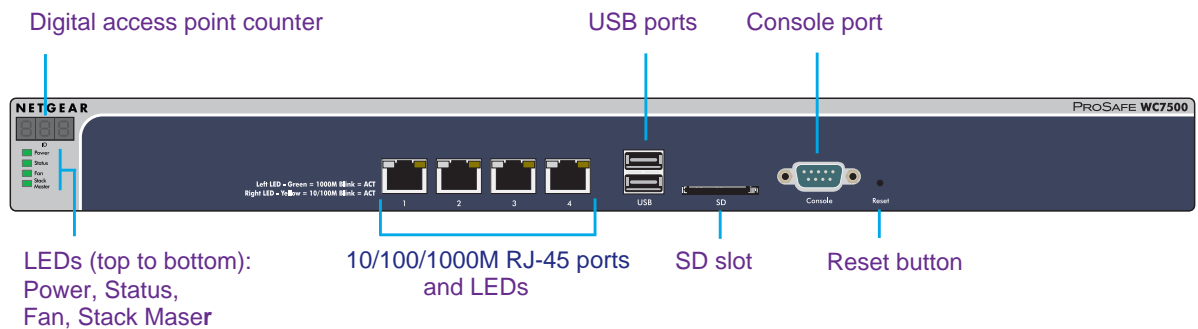 Digital access point counter
USB ports
Console port
NETGEAR
PROSAFE WC7500
888
ID
Power
Status
Fan
Stack
Master
Left LED = Green = 1000M Blink = ACT
Right LED = Yellow = 10/100M Blink = ACT
1
2
3
4
USB
SD
Console
Reset
LEDs (top to bottom):
Power, Status,
Fan, Stack Maser
10/100/1000M RJ-45 ports
and LEDs
SD slot
Reset button